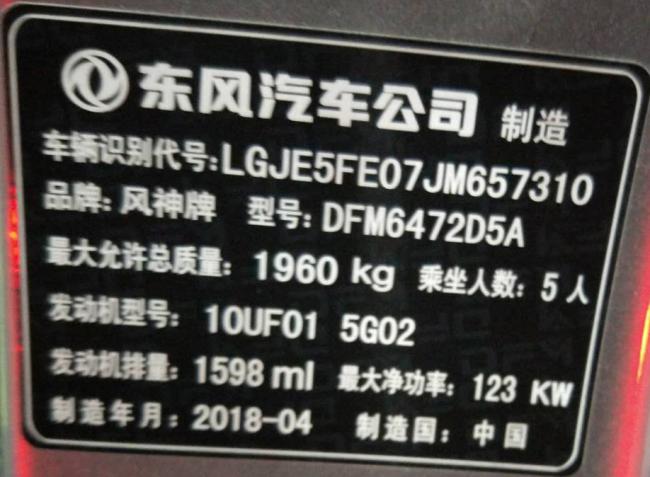 东风汽车公司 制造
车辆识别代号:LGJE5FE07JM657310
品牌:风神牌 型号:DFM6472D5A
最大允许总质量:1960 kg 乘坐人数:5 人
发动机型号:10UF01 5G02
发动机排量:1598 ml 最大净功率:123 KW
制造年月:2018-04 制造国:中国